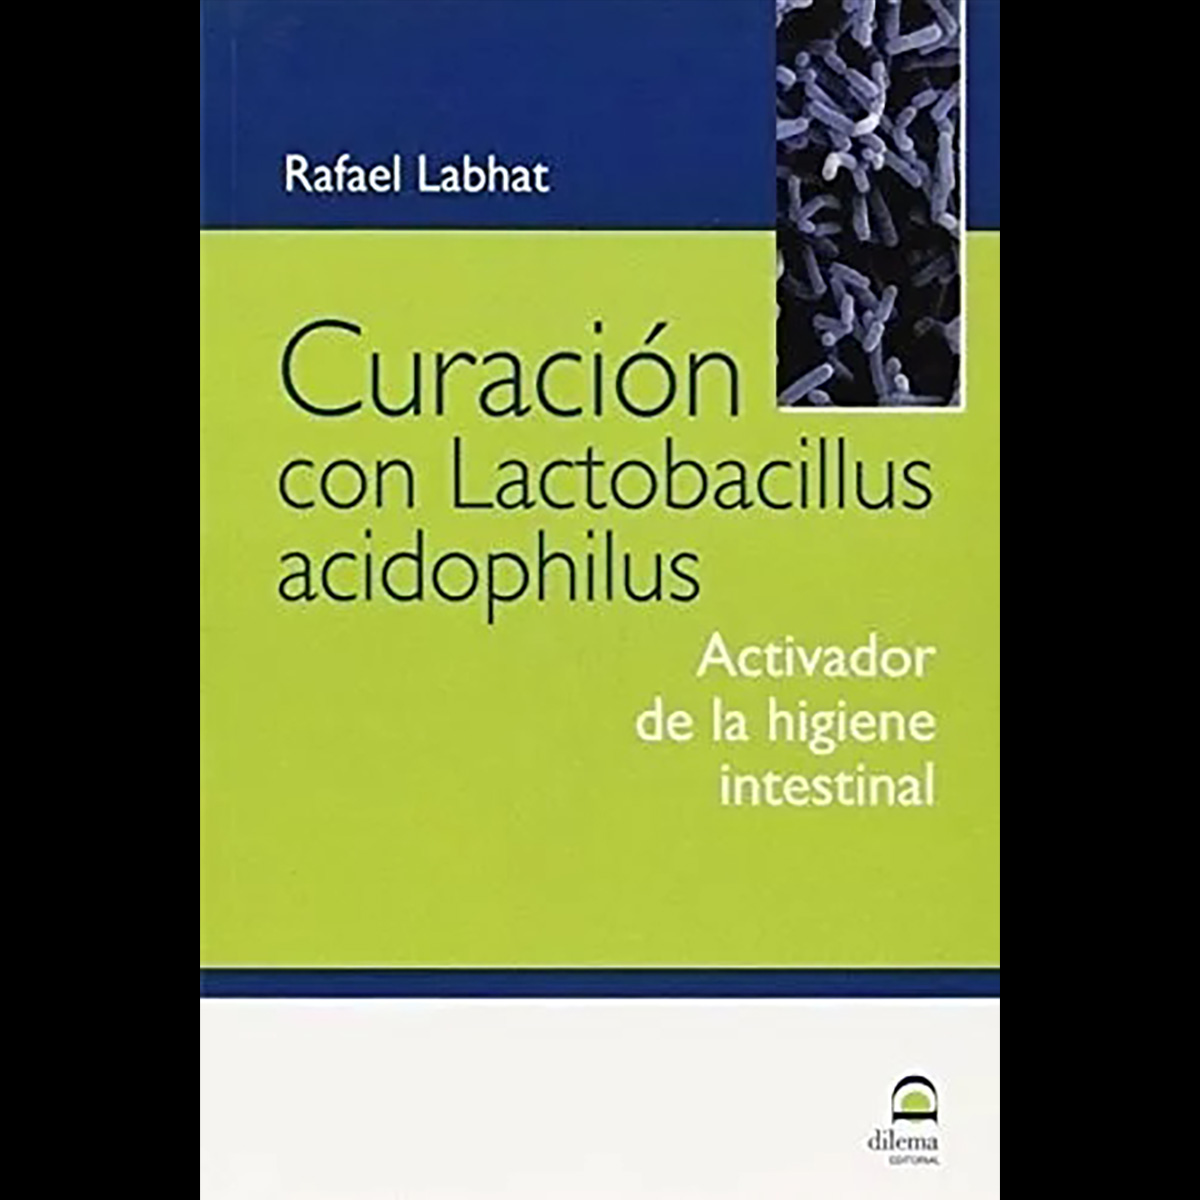 Rafael Labhat
Curación
con Lactobacillus
acidophilus
Activador
de la higiene
intestinal
dilema
EDITORIAL